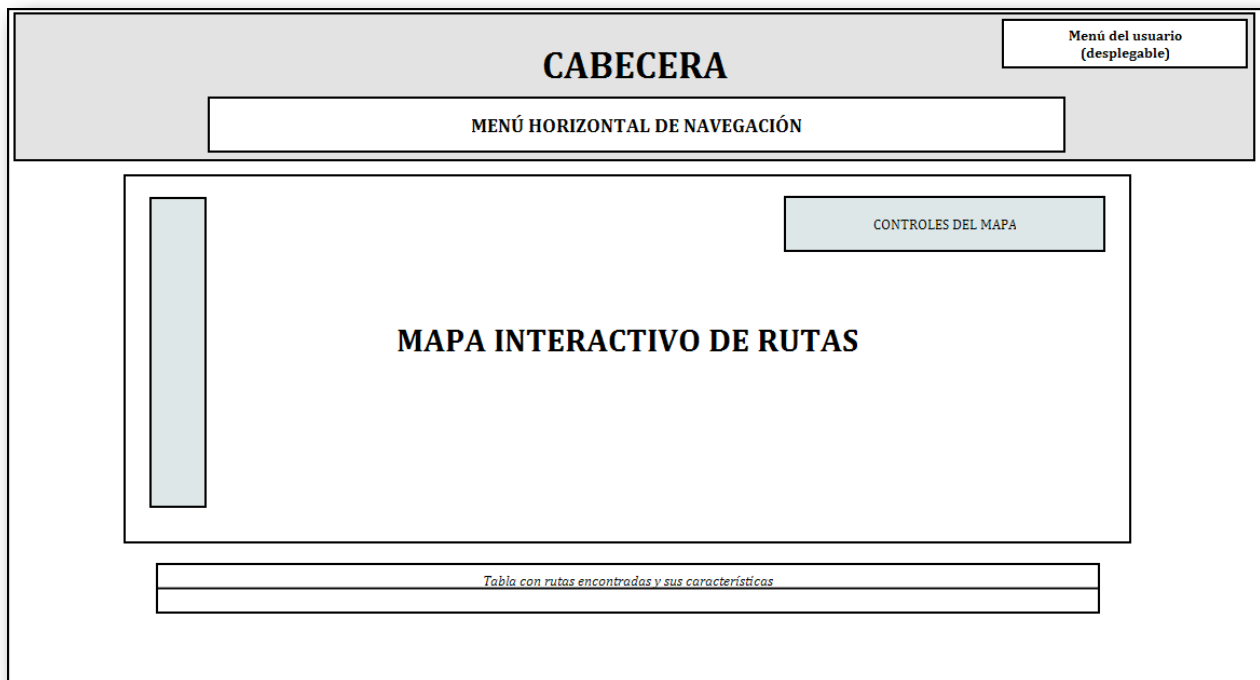 Menú del usuario
(desplegable)
CABECERA
MENÚ HORIZONTAL DE NAVEGACIÓN
CONTROLES DEL MAPA
MAPA INTERACTIVO DE RUTAS
Tabla con rutas encontradas y sus características